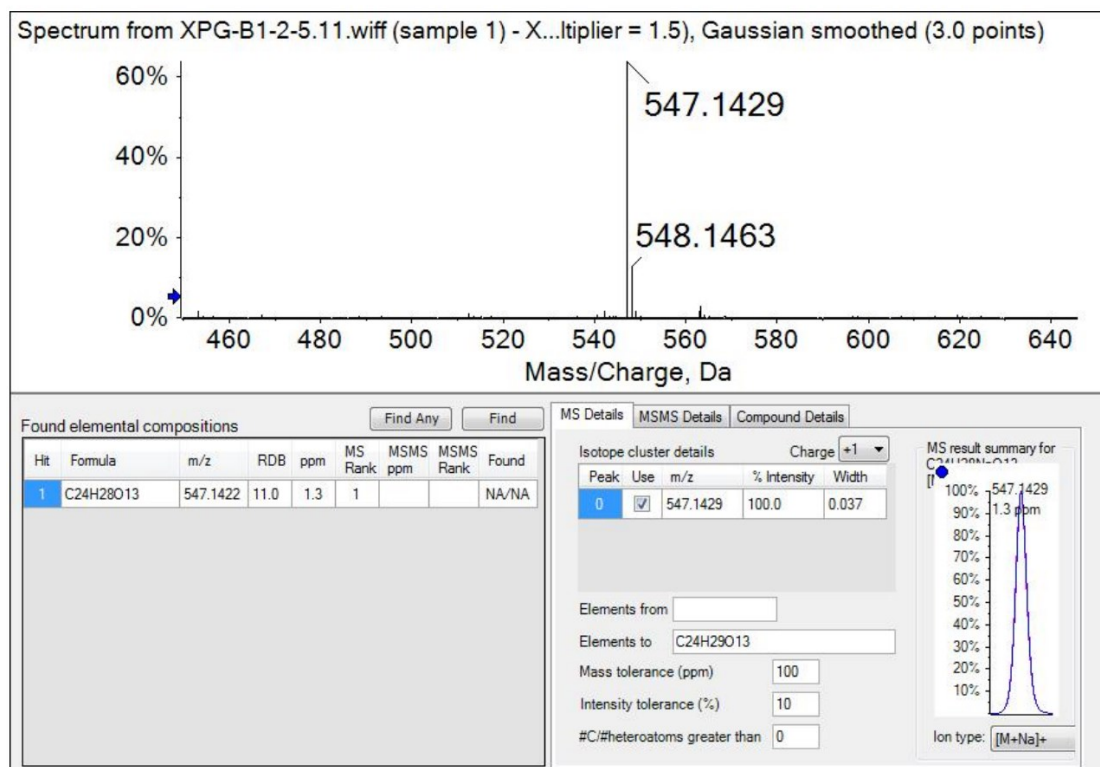 Spectrum from XPG-B1-2-5.11.wiff (sample 1) - X...ltiplier = 1.5), Gaussian smoothed (3.0 points)
60%
547.1429
40%
20%
548.1463
0%
460 480 500 520 540 560 580 600 620 640
Mass/Charge, Da
Found elemental compositions
Find Any
Find
Hit Formula m/z RDB ppm MS Rank MSMS ppm MSMS Rank Found
1 C24H28O13 547.1422 11.0 1.3 1 NA/NA
MS Details MSMS Details Compound Details
Isotope cluster details Charge +1
Peak Use m/z % Intensity Width
0 547.1429 100.0 0.037
Elements from
Elements to C24H29O13
Mass tolerance (ppm) 100
Intensity tolerance (%) 10
#C/#heteroatoms greater than 0
MS result summary for
100% 547.1429
90% 1.3 ppm
80%
70%
60%
50%
40%
30%
20%
10%
Ion type: [M+Na]+